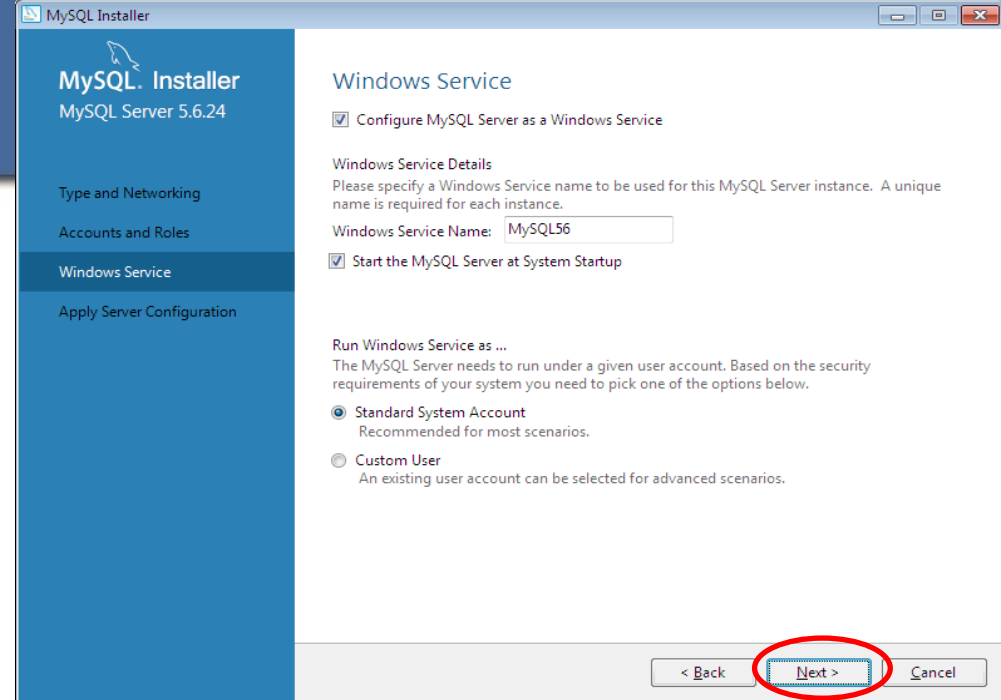 MySQL Installer
MySQL. Installer
MySQL Server 5.6.24
Type and Networking
Accounts and Roles
Windows Service
Apply Server Configuration
Windows Service
Configure MySQL Server as a Windows Service
Windows Service Details
Please specify a Windows Service name to be used for this MySQL Server instance.  A unique
name is required for each instance.
Windows Service Name: MySQL56
Start the MySQL Server at System Startup
Run Windows Service as ...
The MySQL Server needs to run under a given user account. Based on the security
requirements of your system you need to pick one of the options below.
Standard System Account
Recommended for most scenarios.
Custom User
An existing user account can be selected for advanced scenarios.
< Back Next > Cancel